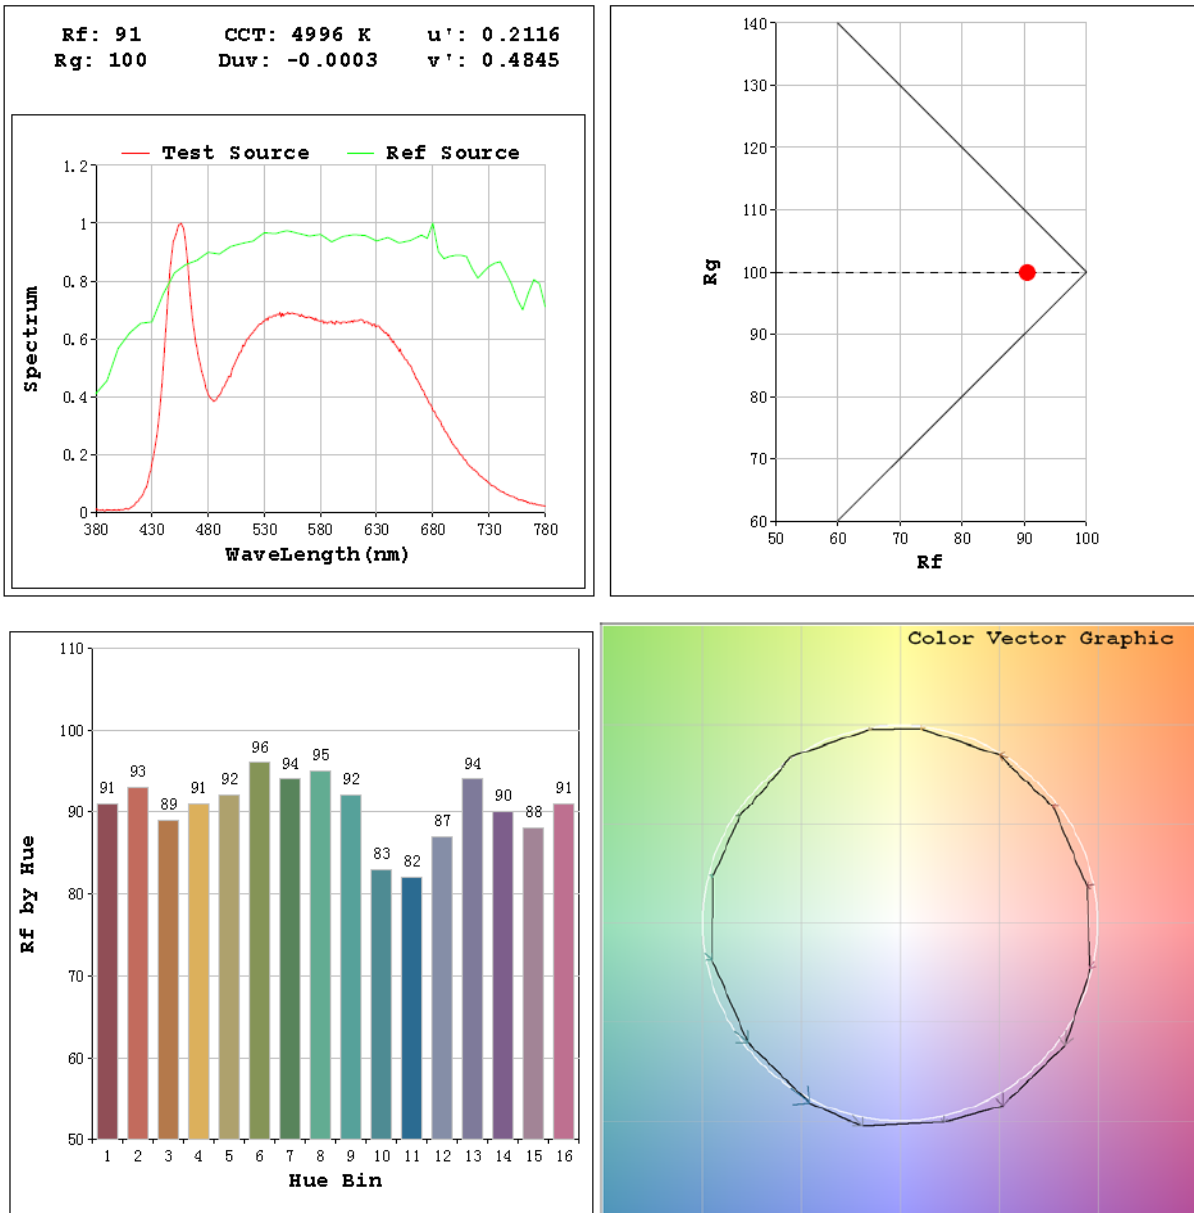 Rf: 91 CCT: 4996 K u': 0.2116
Rg: 100 Duv: -0.0003 v': 0.4845
Test Source Ref Source
1.2
1
0.8
0.6
0.4
0.2
0
Spectrum
380 430 480 530 580 630 680 730 780
WaveLength(nm)
140
130
120
110
100
90
80
70
60
Rg
50 60 70 80 90 100
Rf
110
100
90
80
70
60
50
Rf by Hue
91 93 89 91 92 96 94 95 92 83 82 87 94 90 88 91
1 2 3 4 5 6 7 8 9 10 11 12 13 14 15 16
Hue Bin
Color Vector Graphic